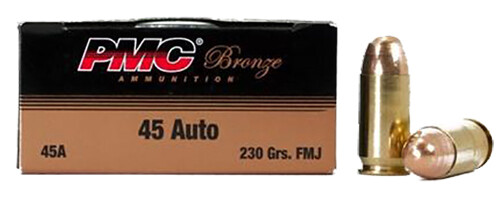 PMC® Bronze
AMMUNITION
45 Auto
45A 230 Grs. FMJ